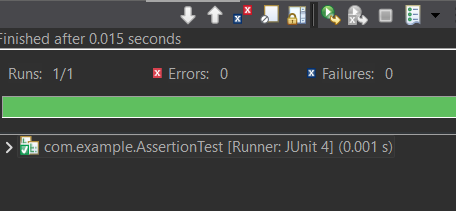 Finished after 0.015 seconds
Runs: 1/1 Errors: 0 Failures: 0
com.example.AssertionTest [Runner: JUnit 4] (0.001 s)